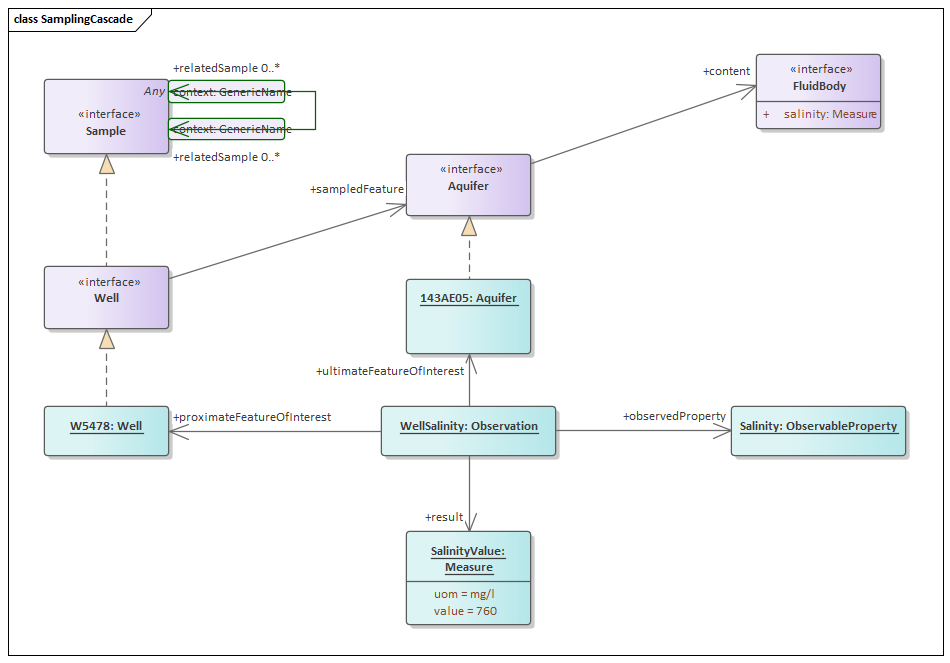 class SamplingCascade
+relatedSample 0..*
Any
context: GenericName
«interface»
Sample
context: GenericName
+relatedSample 0..*
+content
«interface»
FluidBody
+ salinity: Measure
+sampledFeature
«interface»
Aquifer
«interface»
Well
143AE05: Aquifer
+ultimateFeatureOfInterest
W5478: Well
+proximateFeatureOfInterest
WellSalinity: Observation
+observedProperty
Salinity: ObservableProperty
+result
SalinityValue:
Measure
uom = mg/l
value = 760